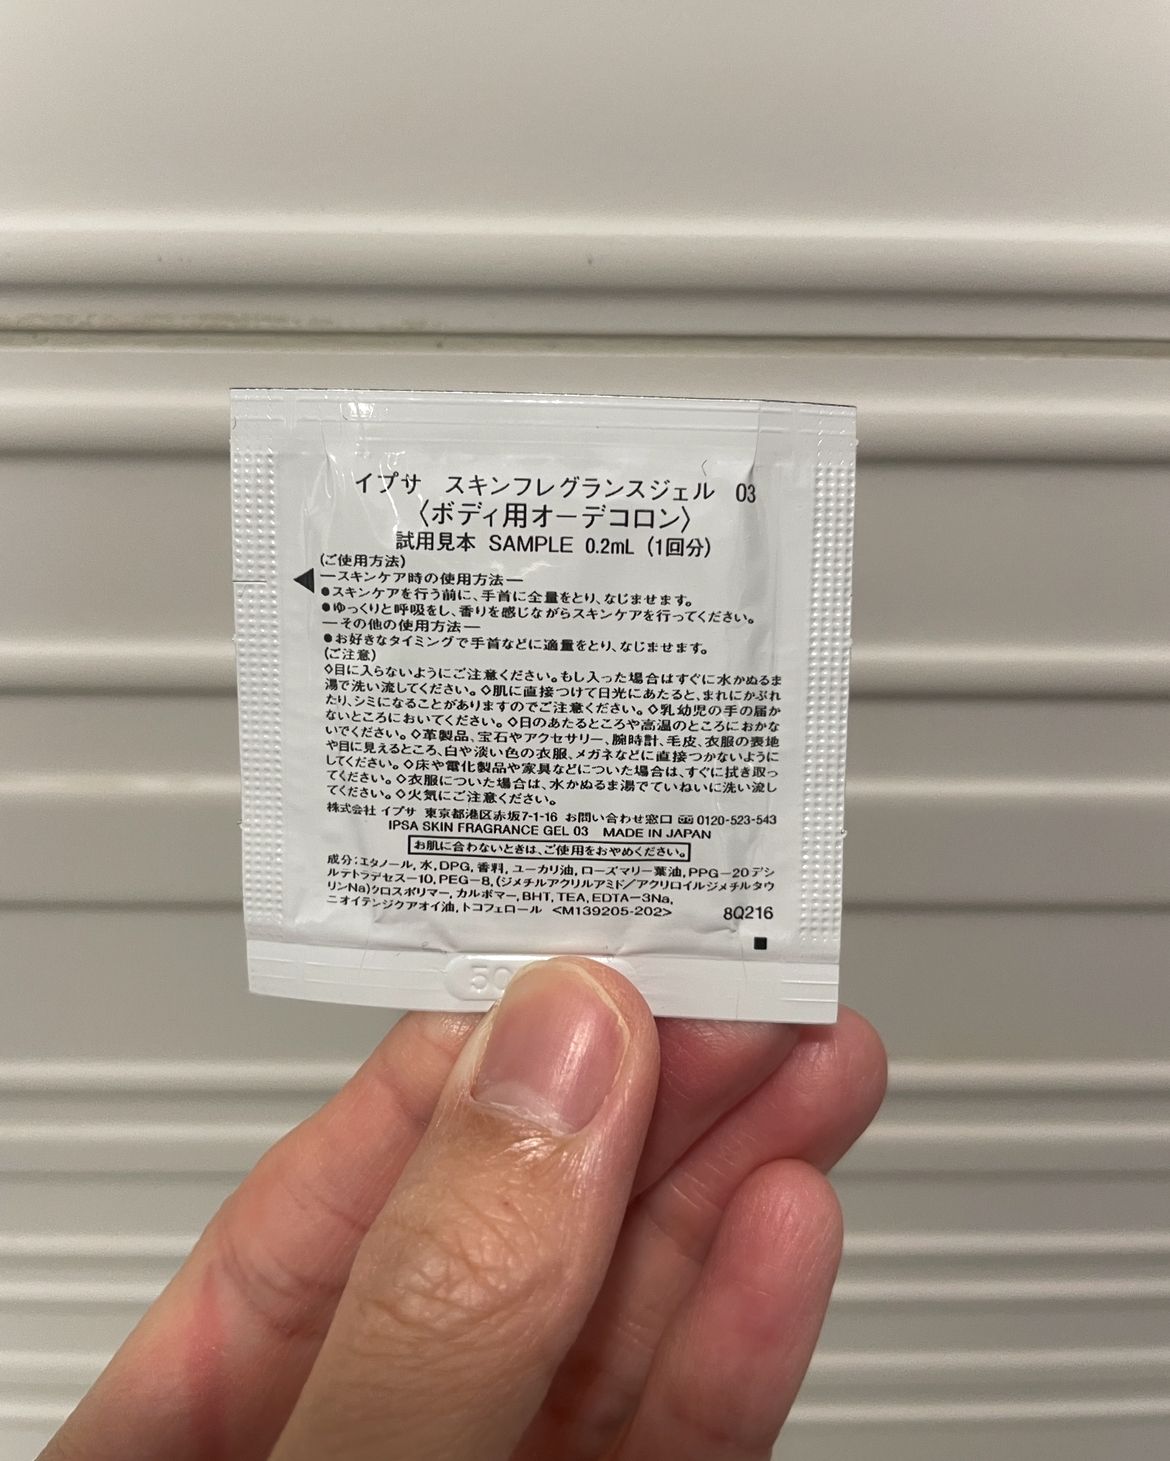 イプサ　スキンフレグランスジェル　03
〈ボディ用オーデコロン〉
試用見本 SAMPLE 0.2mL（1回分）
(ご使用方法)
―スキンケア時の使用方法―
●スキンケアを行う前に、手首に全量をとり、なじませます。
●ゆっくりと呼吸をし、香りを感じながらスキンケアを行ってください。
―その他の使用方法―
●お好きなタイミングで手首などに適量をとり、なじませます。
(ご注意)
◇目に入らないようにご注意ください。もし入った場合はすぐに水かぬるま
湯で洗い流してください。◇肌に直接つけて日光にあたると、まれにかぶれ
たり、シミになることがありますのでご注意ください。◇乳幼児の手の届か
ないところにおいてください。◇日のあたるところや高温のところにおかな
いでください。◇革製品、宝石やアクセサリー、腕時計、毛皮、衣服の表地
や目に見えるところ、白や淡い色の衣服、メガネなどに直接つかないように
してください。◇床や電化製品や家具などについた場合は、すぐに拭き取っ
てください。◇衣服についた場合は、水かぬるま湯でていねいに洗い流し
てください。◇火気にご注意ください。
株式会社 イプサ 東京都港区赤坂7-1-16 お問い合わせ窓口 0120-523-543
IPSA SKIN FRAGRANCE GEL 03　MADE IN JAPAN
お肌に合わないときは、ご使用をおやめください。
成分：エタノール, 水, DPG, 香料, ユーカリ油, ローズマリー葉油, PPG－20デシ
ルテトラデセス－10, PEG－8, (ジメチルアクリルアミド／アクリロイルジメチルタウ
リンNa)クロスポリマー, カルボマー, BHT, TEA, EDTA－3Na,
ニオイテンジクアオイ油, トコフェロール <M139205-202> 8Q216